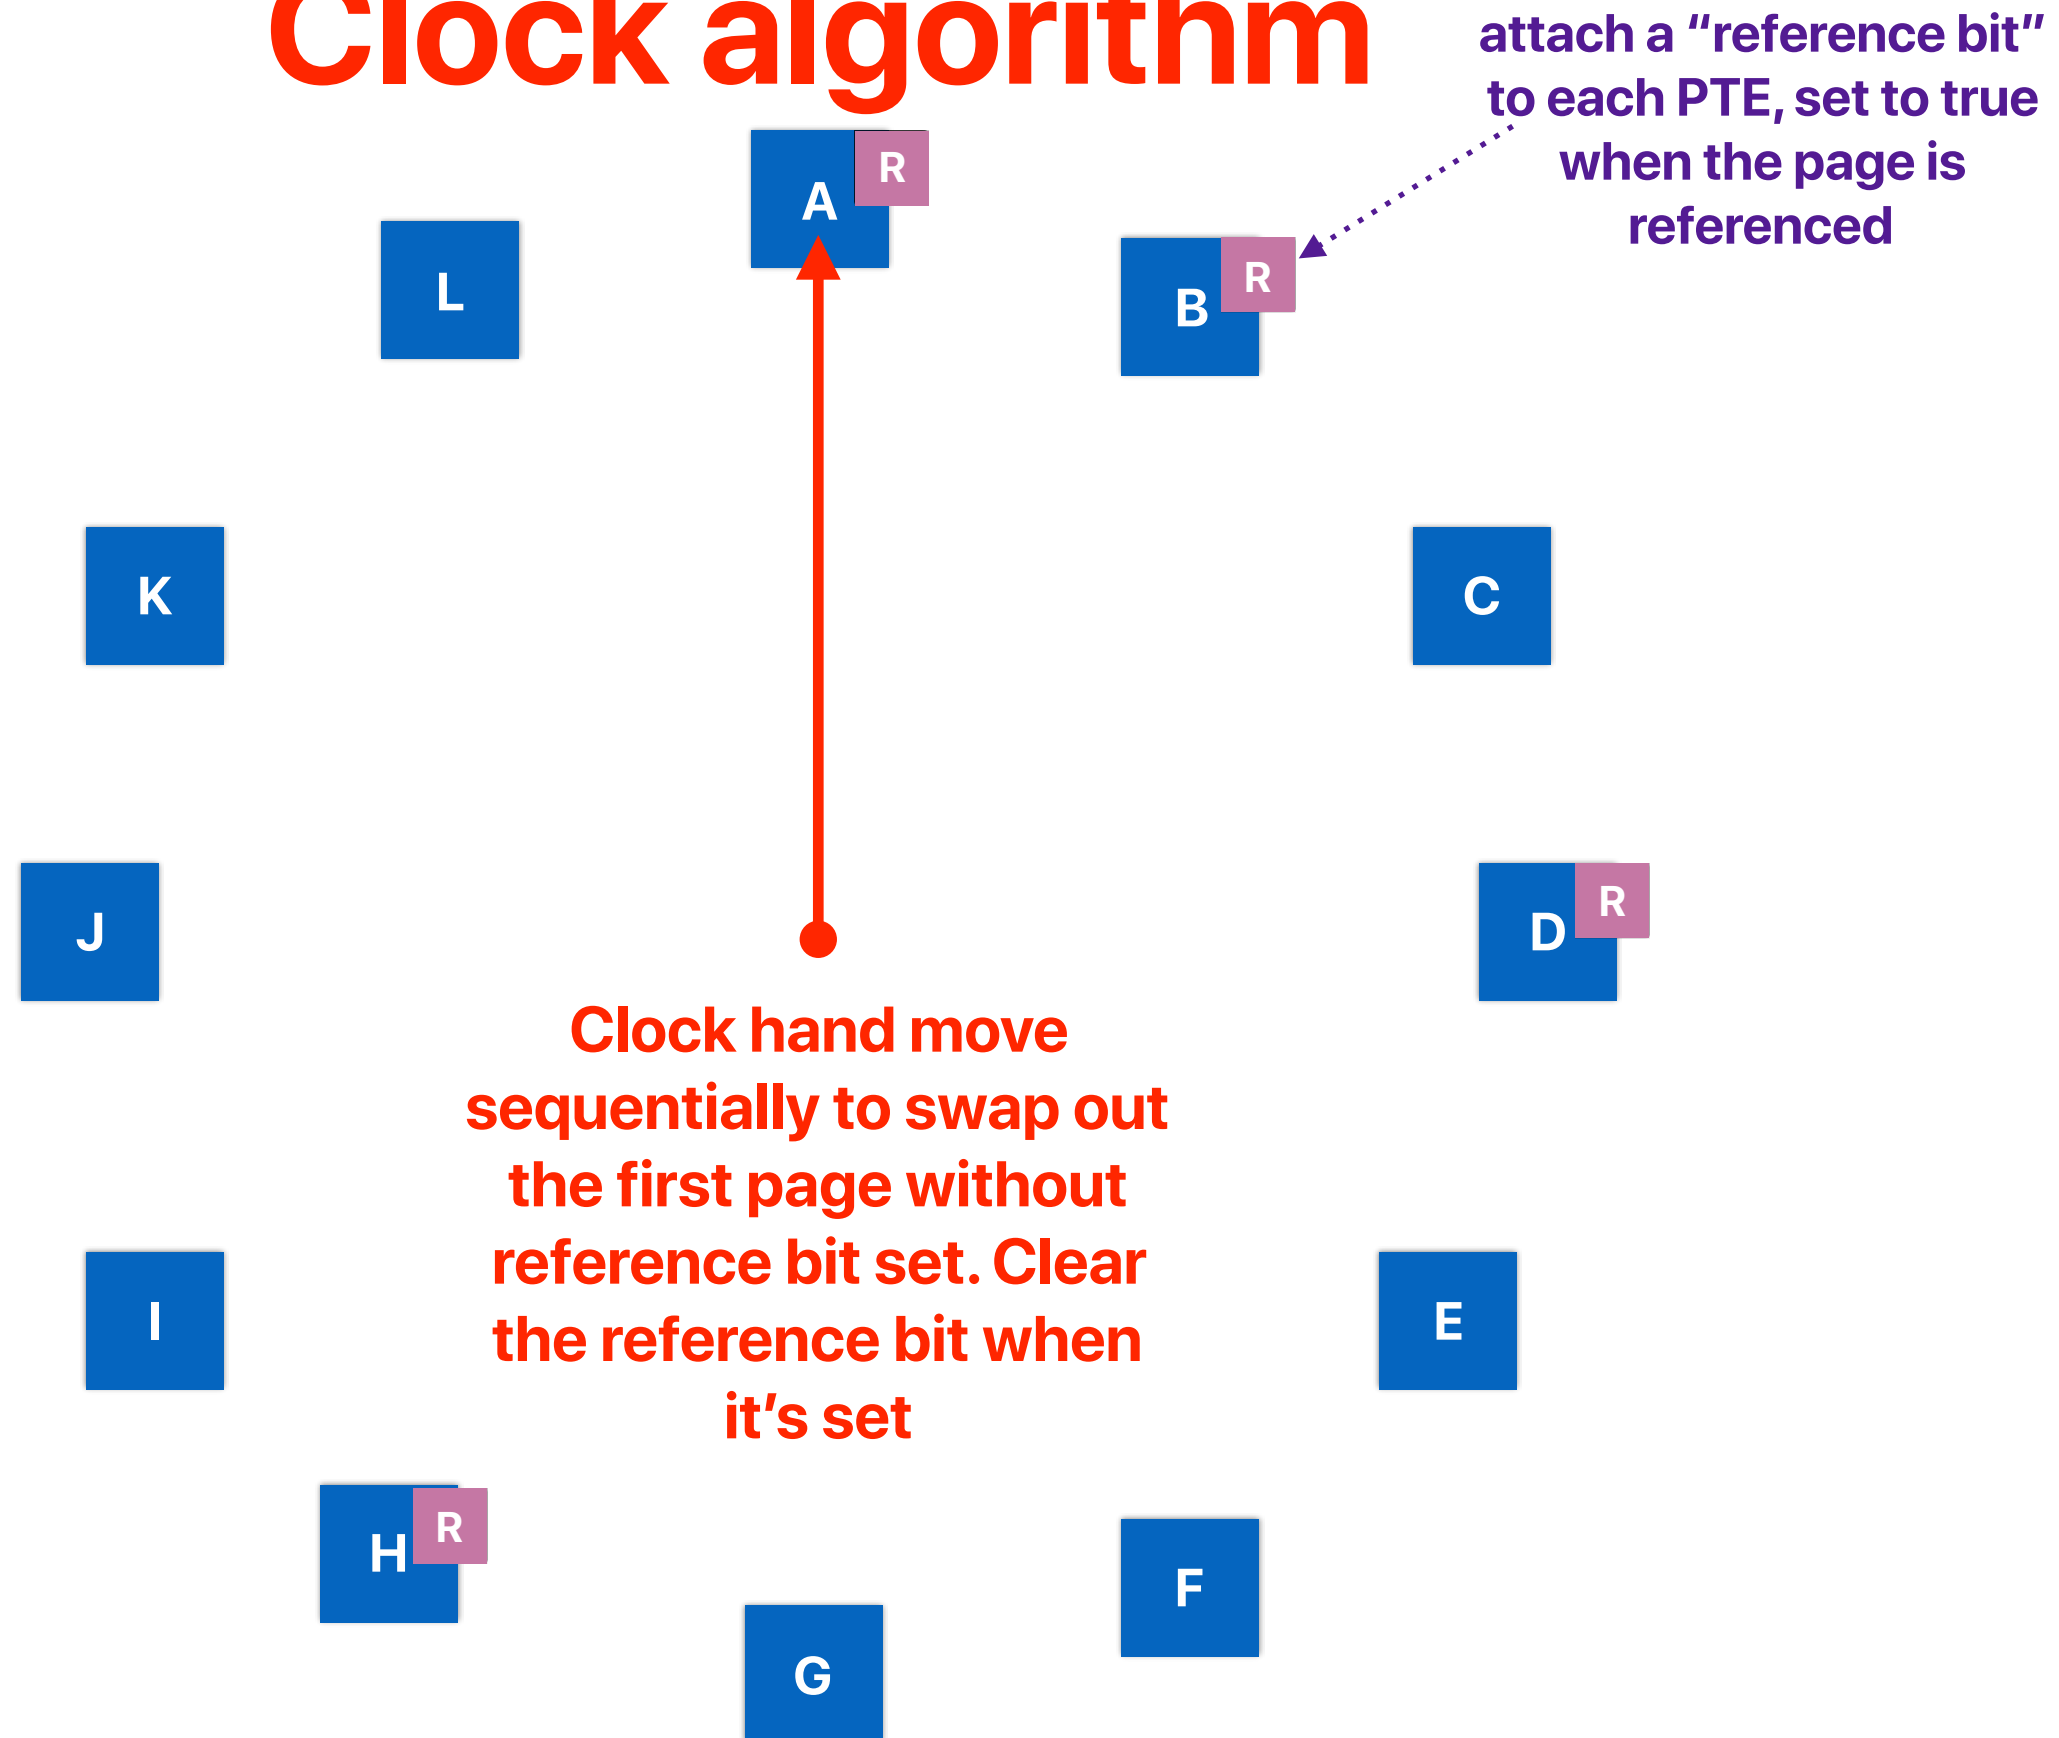 Clock algorithm
attach a “reference bit”
to each PTE, set to true
when the page is
referenced
A
R
B
R
L
K
C
J
D
R
Clock hand move
sequentially to swap out
the first page without
reference bit set. Clear
the reference bit when
it’s set
I
E
H
R
F
G